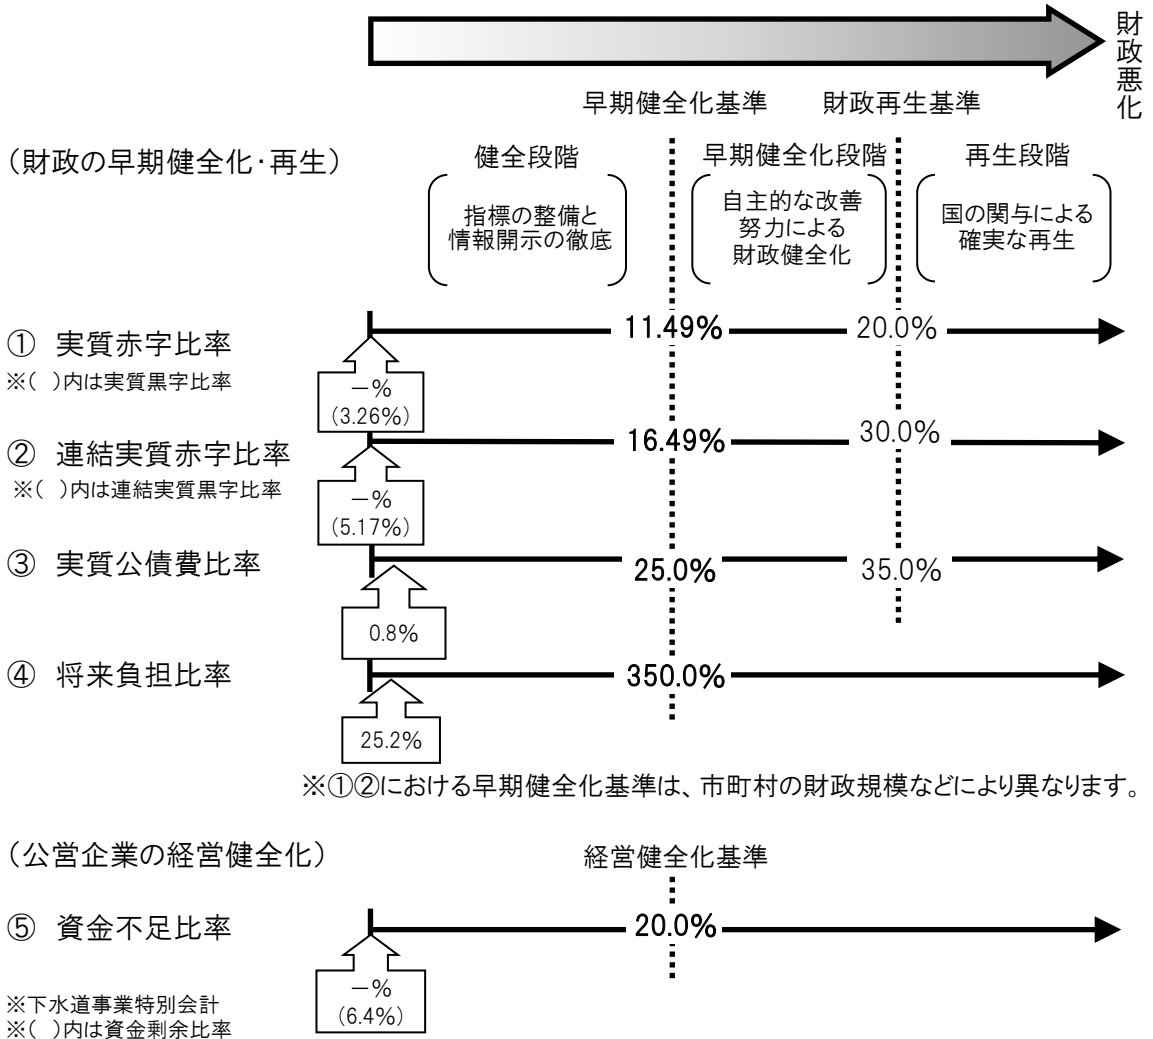 財政悪化
早期健全化基準
財政再生基準
（財政の早期健全化・再生）
健全段階
早期健全化段階
再生段階
指標の整備と
情報開示の徹底
自主的な改善
努力による
財政健全化
国の関与による
確実な再生
① 実質赤字比率
11.49%
20.0%
※(　)内は実質黒字比率
－%
(3.26%)
② 連結実質赤字比率
16.49%
30.0%
※(　)内は連結実質黒字比率
－%
(5.17%)
③ 実質公債費比率
25.0%
35.0%
0.8%
④ 将来負担比率
350.0%
25.2%
※①②における早期健全化基準は、市町村の財政規模などにより異なります。
（公営企業の経営健全化）
経営健全化基準
⑤ 資金不足比率
20.0%
－%
(6.4%)
※下水道事業特別会計
※(　)内は資金剰余比率